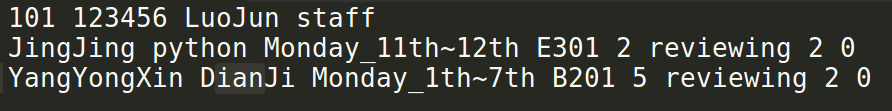 101 123456 LuoJun staff
JingJing python Monday_11th~12th E301 2 reviewing 2 0
YangYongXin DianJi Monday_1th~7th B201 5 reviewing 2 0